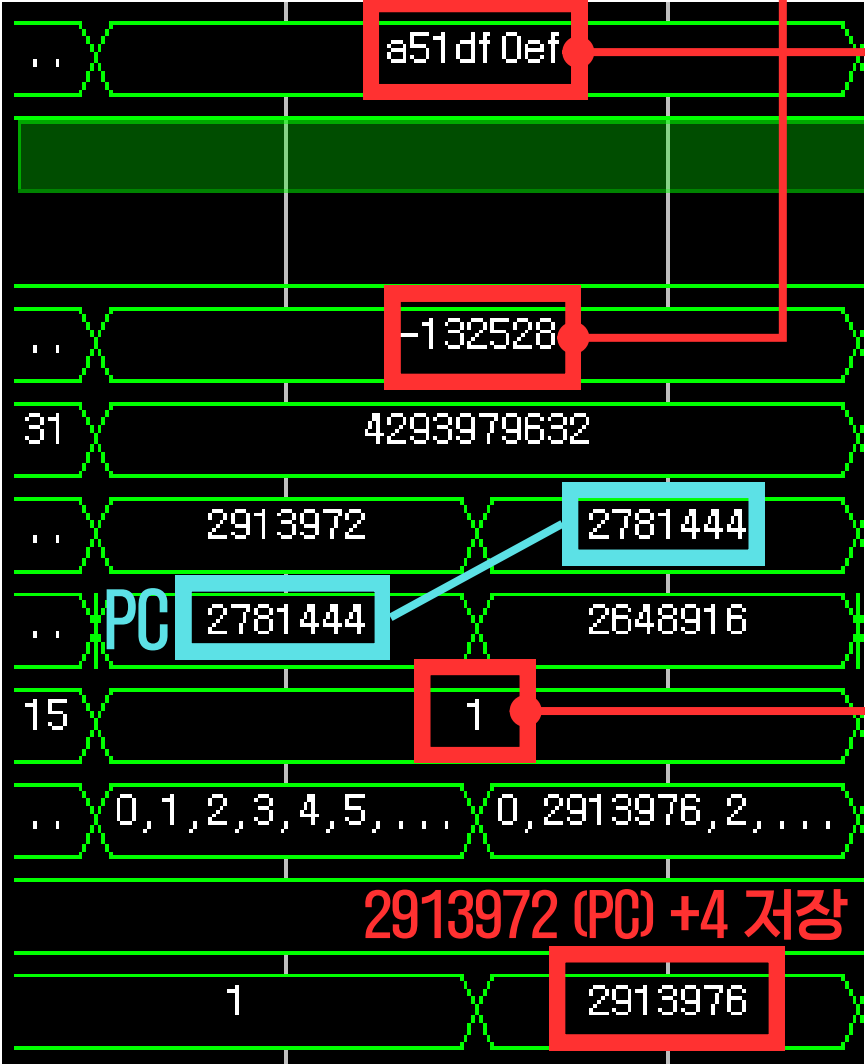 .. a51df0ef
.. -132528
31 4293979632
.. 2913972 2781444
.. PC 2781444 2648916
15 1
.. 0,1,2,3,4,5,.... 0,2913976,2,....
2913972 (PC) +4 저장
1 2913976